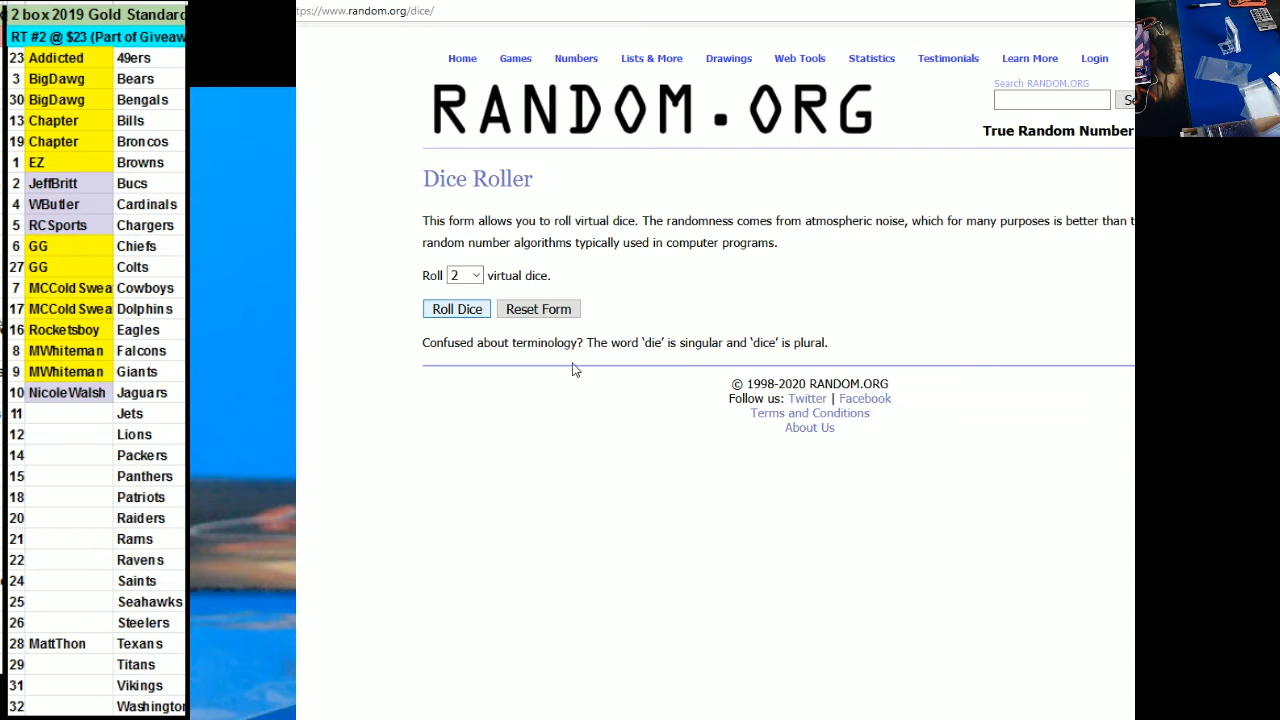 2 box 2019 Gold Standard
RT #2 @ $23 (Part of Giveaw
23 Addicted 49ers
3 BigDawg Bears
30 BigDawg Bengals
13 Chapter Bills
19 Chapter Broncos
1 EZ Browns
2 JeffBritt Bucs
4 WButler Cardinals
5 RCSports Chargers
6 GG Chiefs
27 GG Colts
7 MCCold Swea Cowboys
17 MCCold Swea Dolphins
16 Rocketsboy Eagles
8 MWhiteman Falcons
9 MWhiteman Giants
10 NicoleWalsh Jaguars
11 Jets
12 Lions
14 Packers
15 Panthers
18 Patriots
20 Raiders
21 Rams
22 Ravens
24 Saints
25 Seahawks
26 Steelers
28 MattThon Texans
29 Titans
31 Vikings
32 Washington
tps://www.random.org/dice/
Home Games Numbers Lists & More Drawings Web Tools Statistics Testimonials Learn More Login
Search RANDOM.ORG
RANDOM.ORG
Se
True Random Number
Dice Roller
This form allows you to roll virtual dice. The randomness comes from atmospheric noise, which for many purposes is better than t
random number algorithms typically used in computer programs.
Roll 2 virtual dice.
Roll Dice Reset Form
Confused about terminology? The word ‘die’ is singular and ‘dice’ is plural.
© 1998-2020 RANDOM.ORG
Follow us: Twitter | Facebook
Terms and Conditions
About Us